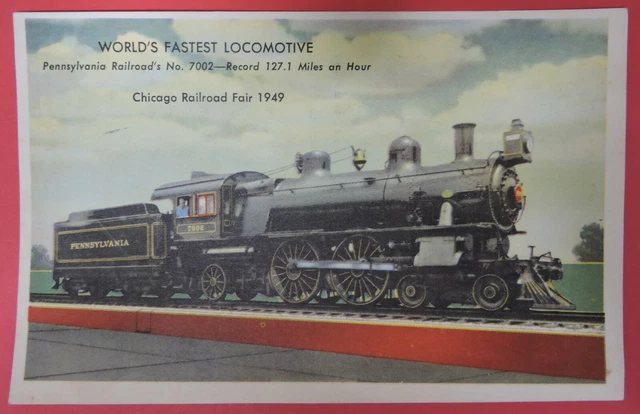 WORLD'S FASTEST LOCOMOTIVE
Pennsylvania Railroad's No. 7002—Record 127.1 Miles an Hour
Chicago Railroad Fair 1949
PENNSYLVANIA